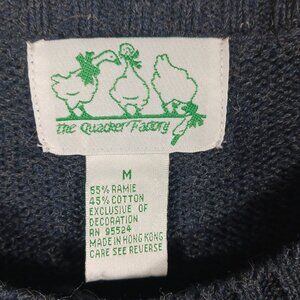 The Quacker Factory
M
55% RAMIE
45% COTTON
EXCLUSIVE OF
DECORATION
RN 95524
MADE IN HONG KONG
CARE SEE REVERSE